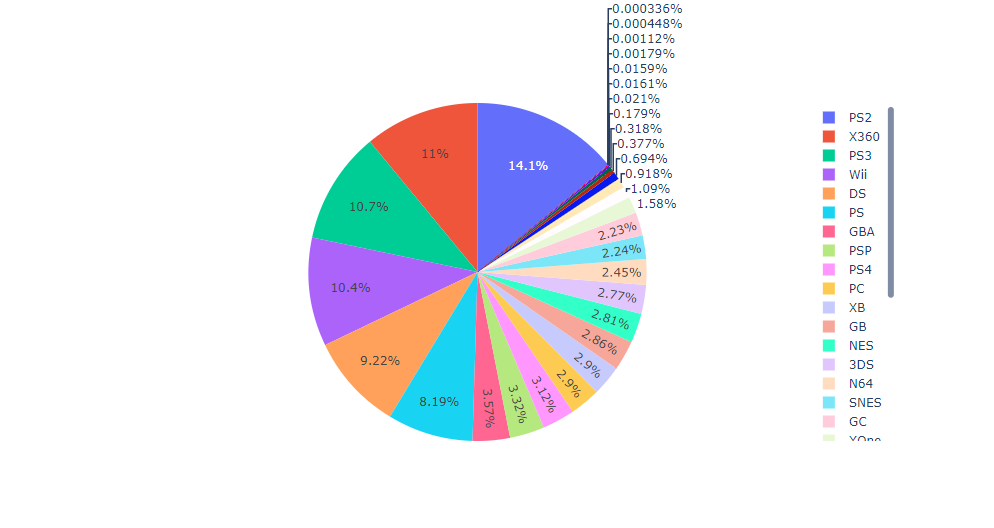 0.000336%
0.000448%
0.00112%
0.00179%
0.0159%
0.0161%
0.021%
0.179%
0.318%
0.377%
0.694%
0.918%
1.09%
1.58%
14.1%
11%
10.7%
10.4%
9.22%
8.19%
3.57%
3.32%
3.12%
2.9%
2.9%
2.86%
2.81%
2.77%
2.45%
2.24%
2.23%
PS2
X360
PS3
Wii
DS
PS
GBA
PSP
PS4
PC
XB
GB
NES
3DS
N64
SNES
GC
XOne